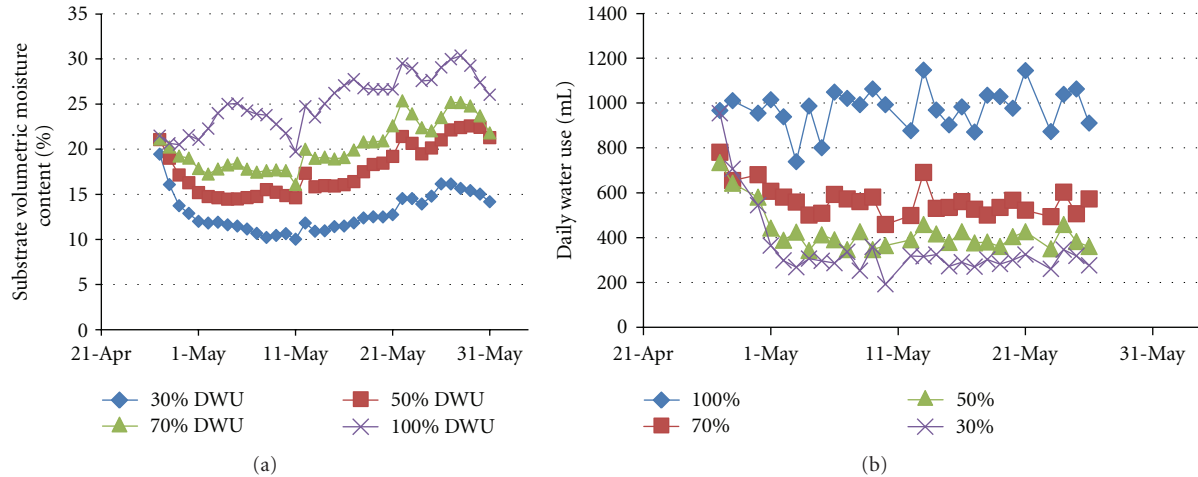 Substrate volumetric moisture
content (%)
35
30
25
20
15
10
5
0
21-Apr 1-May 11-May 21-May 31-May
30% DWU 50% DWU
70% DWU 100% DWU
(a)
Daily water use (mL)
1400
1200
1000
800
600
400
200
0
21-Apr 1-May 11-May 21-May 31-May
100% 50%
70% 30%
(b)